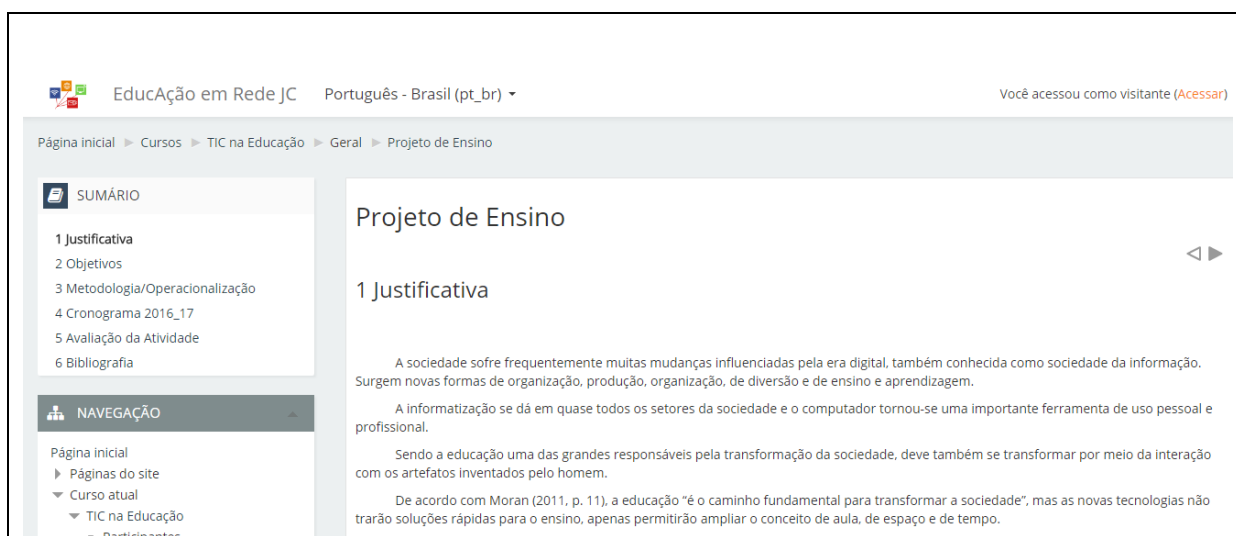 EducAção em Rede JC Português - Brasil (pt_br) Você acessou como visitante (Acessar)
Página inicial Cursos TIC na Educação Geral Projeto de Ensino
SUMÁRIO
1 Justificativa
2 Objetivos
3 Metodologia/Operacionalização
4 Cronograma 2016_17
5 Avaliação da Atividade
6 Bibliografia
NAVEGAÇÃO
Página inicial
Páginas do site
Curso atual
TIC na Educação
Participantes
Projeto de Ensino
1 Justificativa
A sociedade sofre frequentemente muitas mudanças influenciadas pela era digital, também conhecida como sociedade da informação.
Surgem novas formas de organização, produção, organização, de diversão e de ensino e aprendizagem.
A informatização se dá em quase todos os setores da sociedade e o computador tornou-se uma importante ferramenta de uso pessoal e
profissional.
Sendo a educação uma das grandes responsáveis pela transformação da sociedade, deve também se transformar por meio da interação
com os artefatos inventados pelo homem.
De acordo com Moran (2011, p. 11), a educação “é o caminho fundamental para transformar a sociedade”, mas as novas tecnologias não
trarão soluções rápidas para o ensino, apenas permitirão ampliar o conceito de aula, de espaço e de tempo.